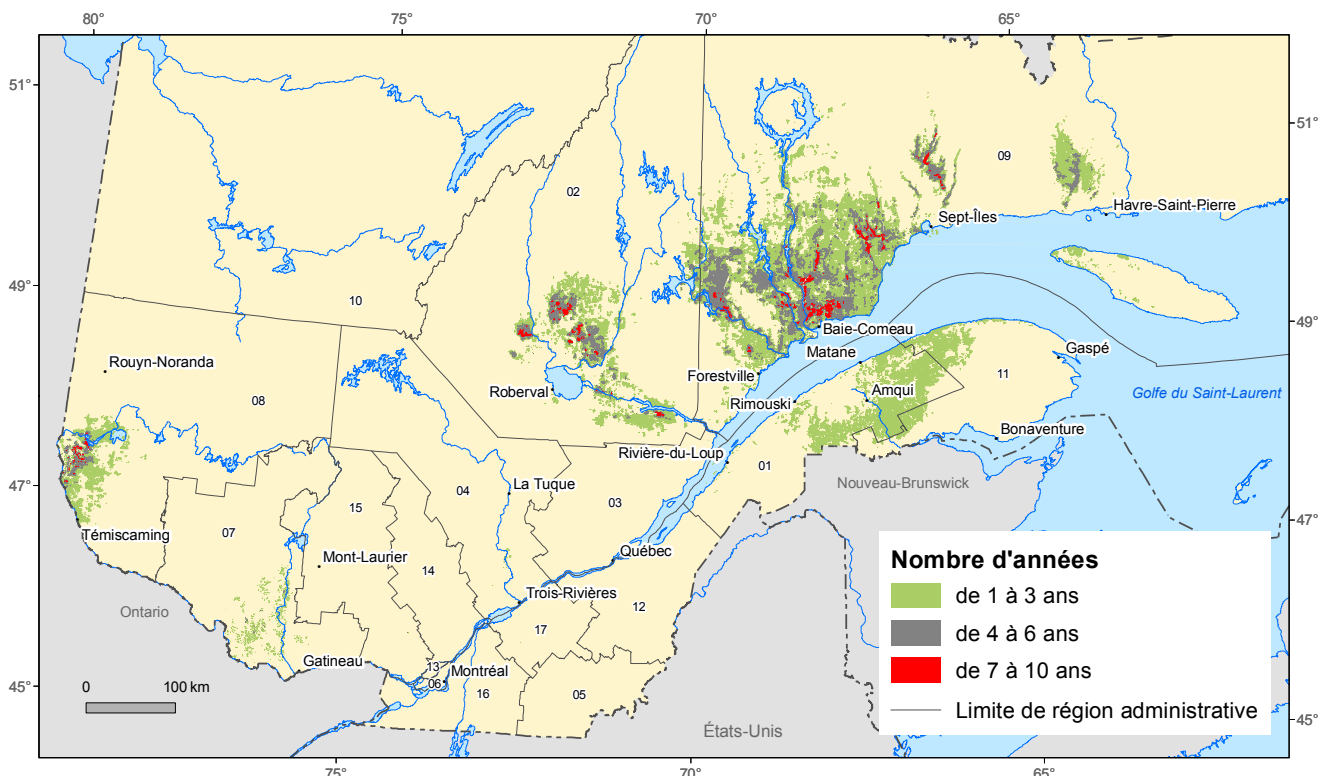 80°
75°
70°
65°
51°
51°
09
02
Havre-Saint-Pierre
Sept-Îles
49°
10
49°
Baie-Comeau
Matane
Gaspé
Rouyn-Noranda
Forestville
11
Roberval
Amqui
Golfe du Saint-Laurent
08
Rimouski
Bonaventure
Rivière-du-Loup
01
47°
04
La Tuque
Nouveau-Brunswick
15
03
47°
07
Témiscaming
Mont-Laurier
Québec
14
Trois-Rivières
Ontario
12
17
Gatineau
13
Montréal
45°
06
16
05
0 100 km
États-Unis
45°
Nombre d'années
de 1 à 3 ans
de 4 à 6 ans
de 7 à 10 ans
Limite de région administrative
75°
70°
65°